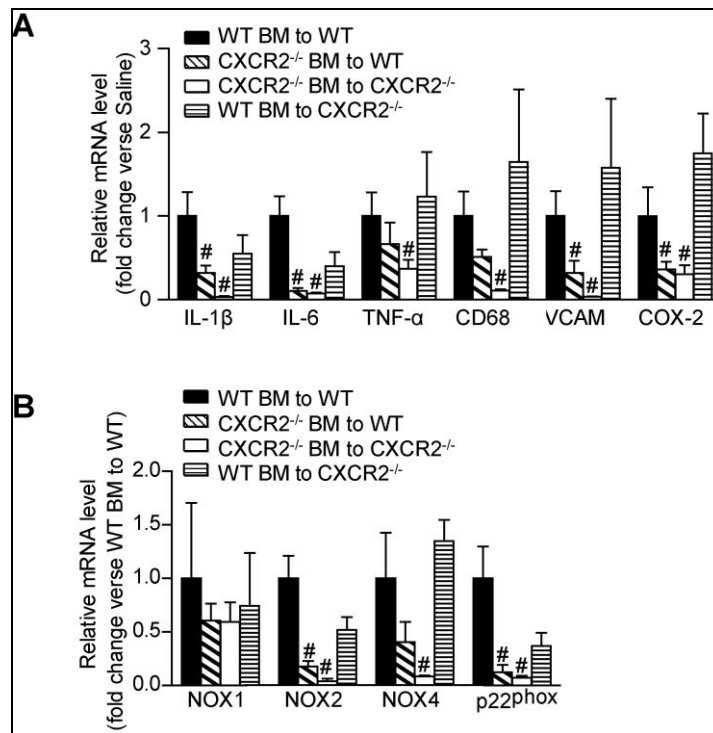 A
WT BM to WT
CXCR2-/- BM to WT
CXCR2-/- BM to CXCR2-/-
WT BM to CXCR2-/-
Relative mRNA level
(fold change verse Saline)
3
2
1
0
# # # # # # # # # #
IL-1β IL-6 TNF-α CD68 VCAM COX-2
B
WT BM to WT
CXCR2-/- BM to WT
CXCR2-/- BM to CXCR2-/-
WT BM to CXCR2-/-
Relative mRNA level
(fold change verse WT BM to WT)
2.0
1.5
1.0
0.5
0.0
# # # # #
NOX1 NOX2 NOX4 p22phox